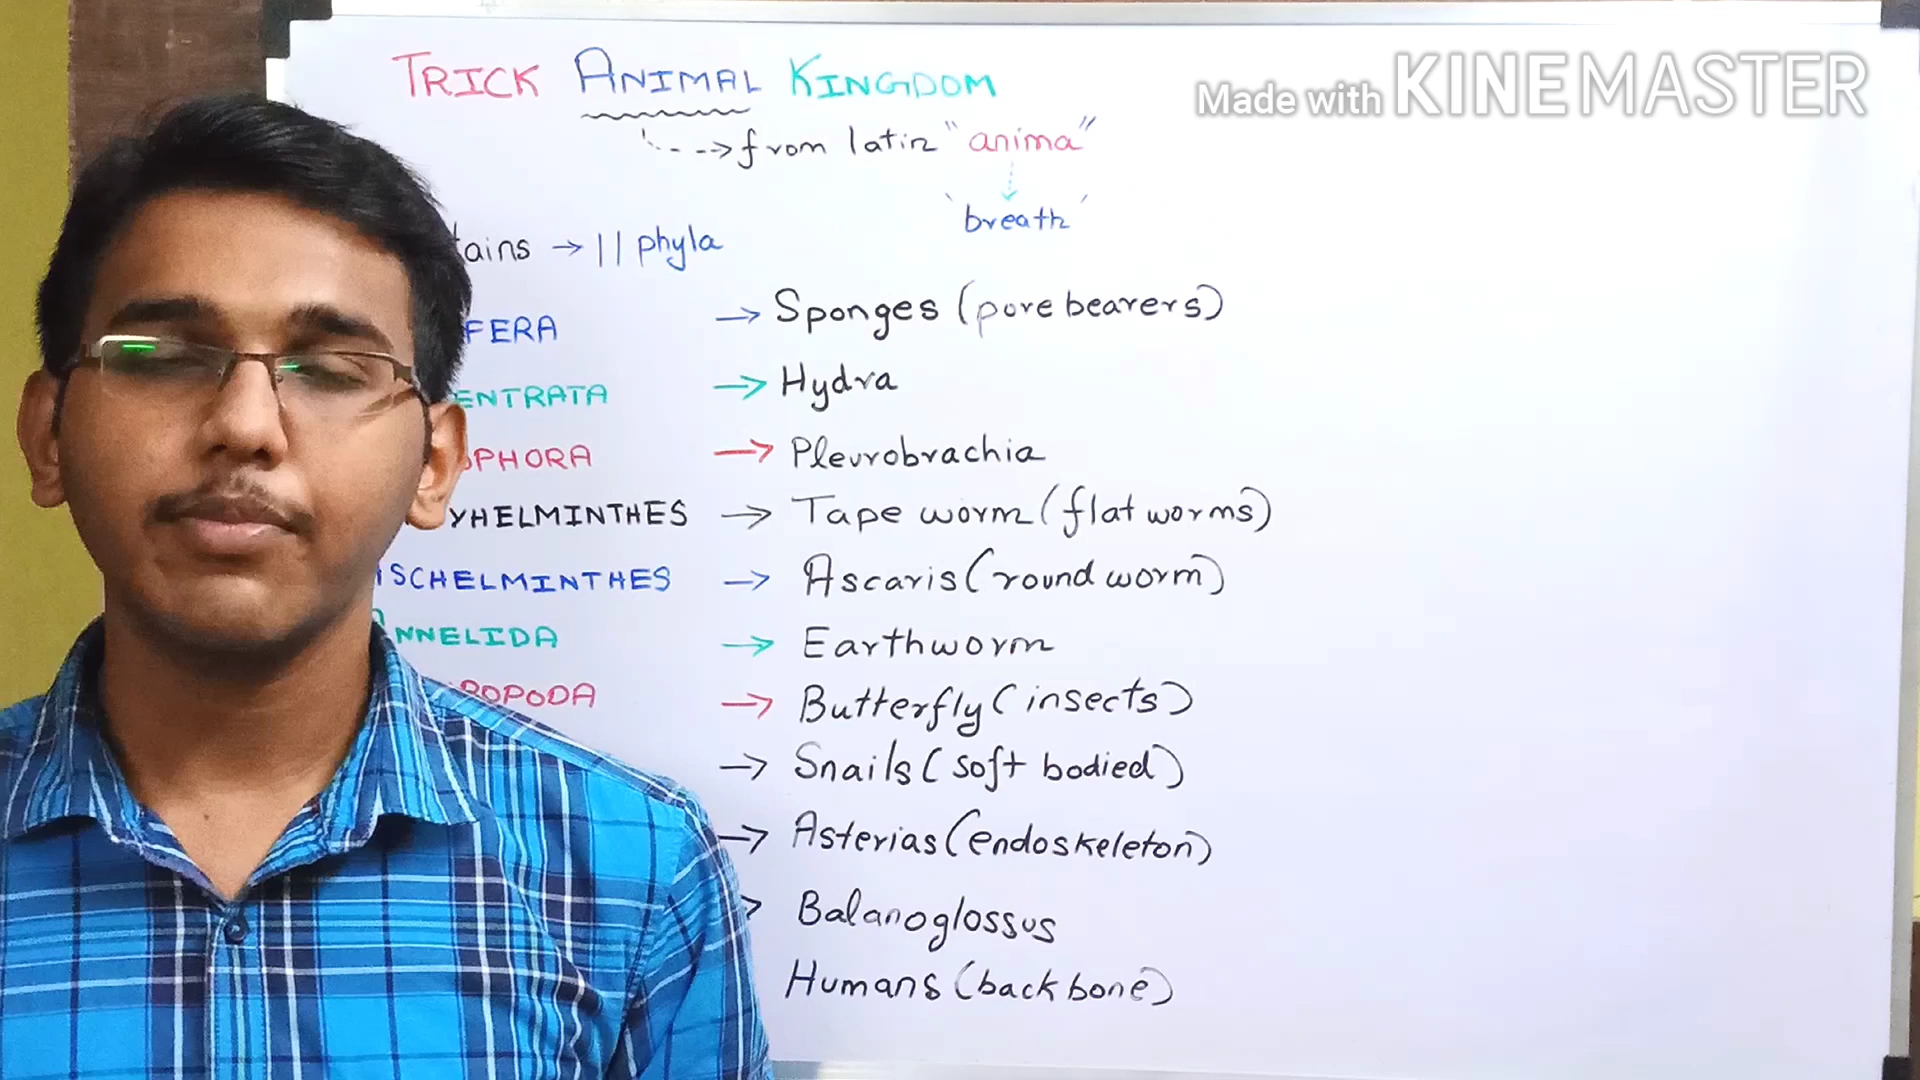 TRICK ANIMAL KINGDOM
Made with KINEMASTER
from latin "anima"
'breath'
tains → 11 phyla
FERA → Sponges (pore bearers)
ENTRATA → Hydra
PHORA → Pleurobrachia
YHELMINTHES → Tape worm (flat worms)
SCHELMINTHES → Ascaris (round worm)
ANNELIDA → Earthworm
ROPODA → Butterfly (insects)
→ Snails (soft bodied)
→ Asterias (endoskeleton)
Balanoglossus
Humans (back bone)